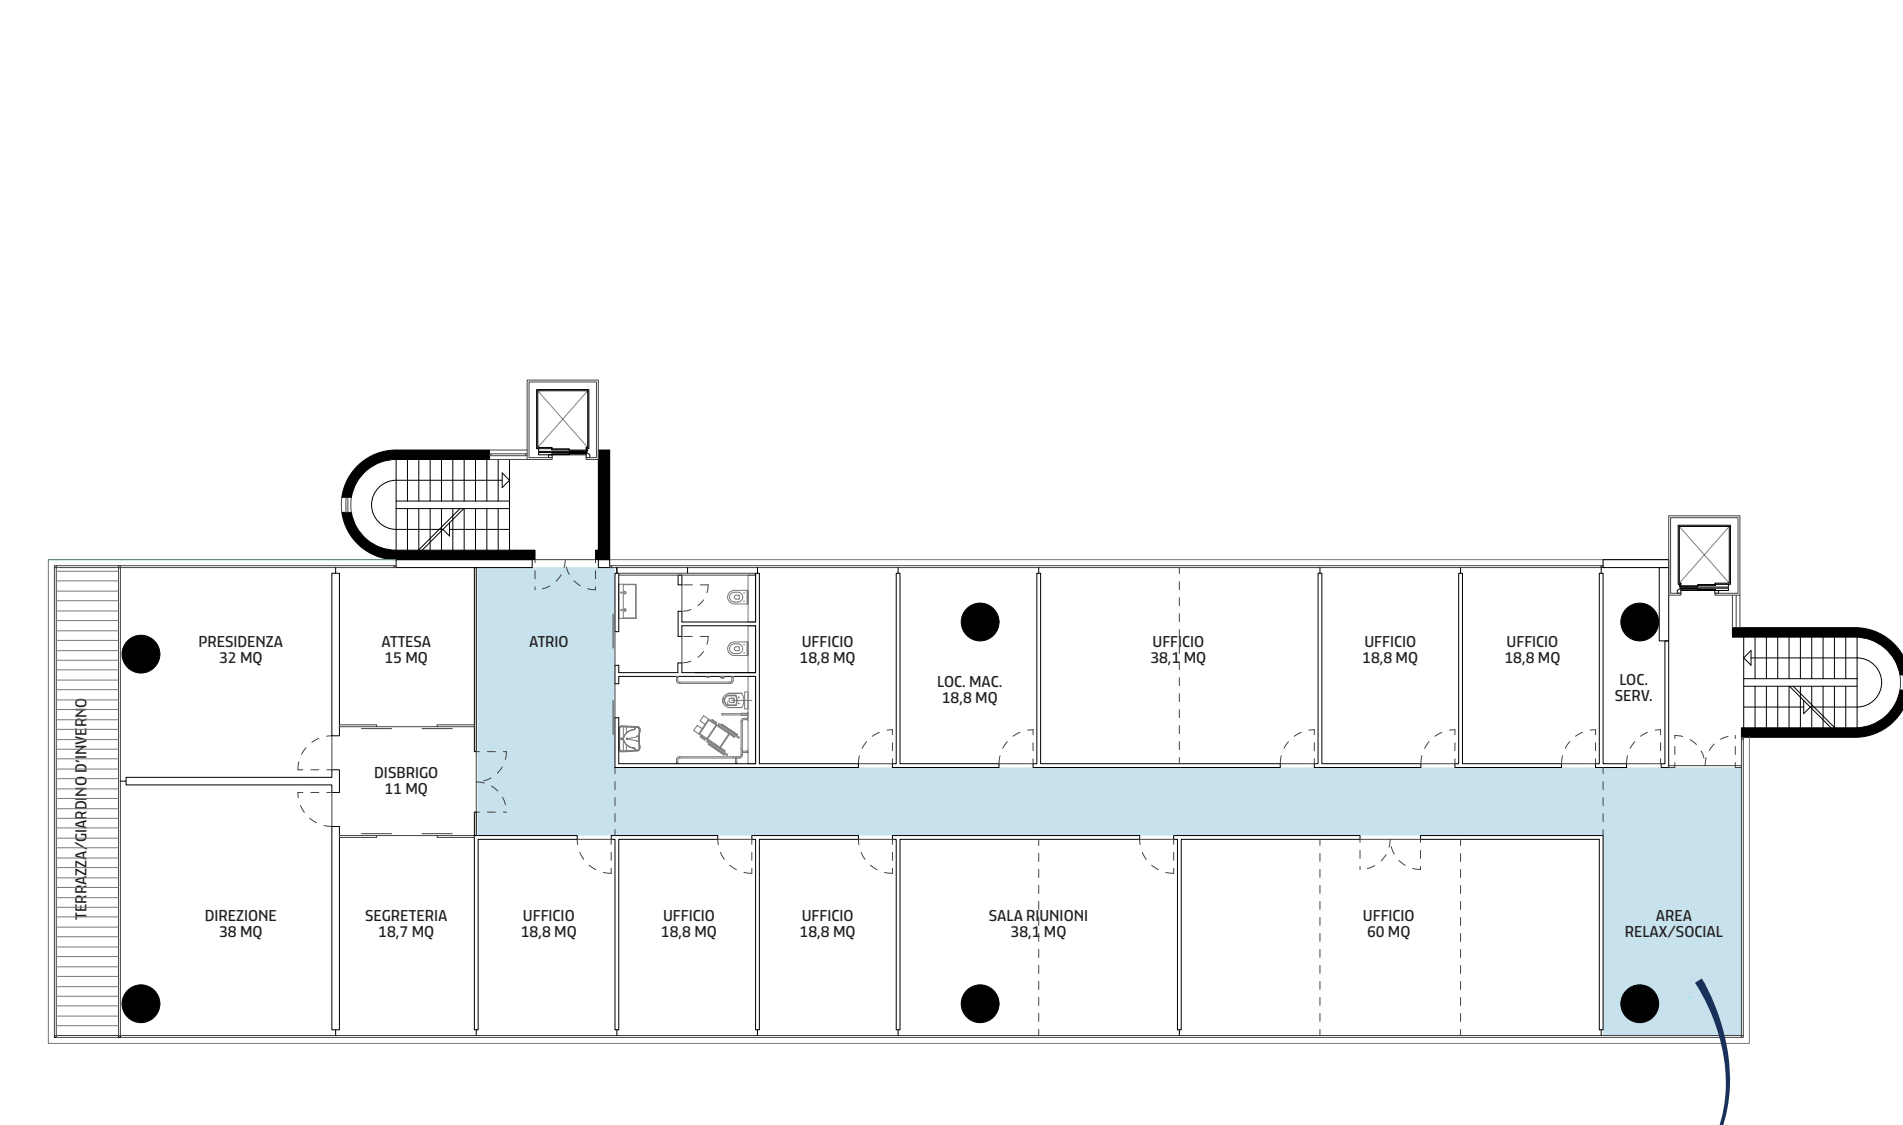 PRESIDENZA
32 MQ
ATTESA
15 MQ
ATRIO
UFFICIO
18,8 MQ
LOC. MAC.
18,8 MQ
UFFICIO
38,1 MQ
UFFICIO
18,8 MQ
UFFICIO
18,8 MQ
LOC.
SERV.
TERRAZZA/GIARDINO D'INVERNO
DISBRIGO
11 MQ
DIREZIONE
38 MQ
SEGRETERIA
18,7 MQ
UFFICIO
18,8 MQ
UFFICIO
18,8 MQ
UFFICIO
18,8 MQ
SALA RIUNIONI
38,1 MQ
UFFICIO
60 MQ
AREA
RELAX/SOCIAL